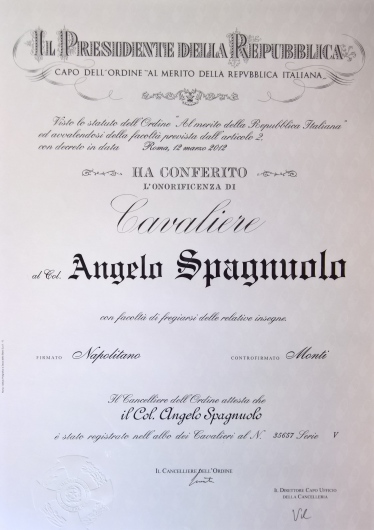 IL PRESIDENTE DELLA REPUBBLICA
CAPO DELL'ORDINE "AL MERITO DELLA REPVBBLICA ITALIANA"
Visto lo statuto dell'Ordine "Al merito della Repubblica Italiana"
ed avvalendosi della facoltà prevista dall'articolo 2.
con decreto in data Roma, 12 marzo 2012
HA CONFERITO
L'ONORIFICENZA DI
Cavaliere
al Col. Angelo Spagnuolo
con facoltà di fregiarsi delle relative insegne.
FIRMATO Napolitano CONTROFIRMATO Monti
Il Cancelliere dell'Ordine attesta che
il Col. Angelo Spagnuolo
è stato registrato nell'albo dei Cavalieri al N.° 35657 Serie V
IL CANCELLIERE DELL'ORDINE
IL DIRETTORE CAPO UFFICIO
DELLA CANCELLERIA